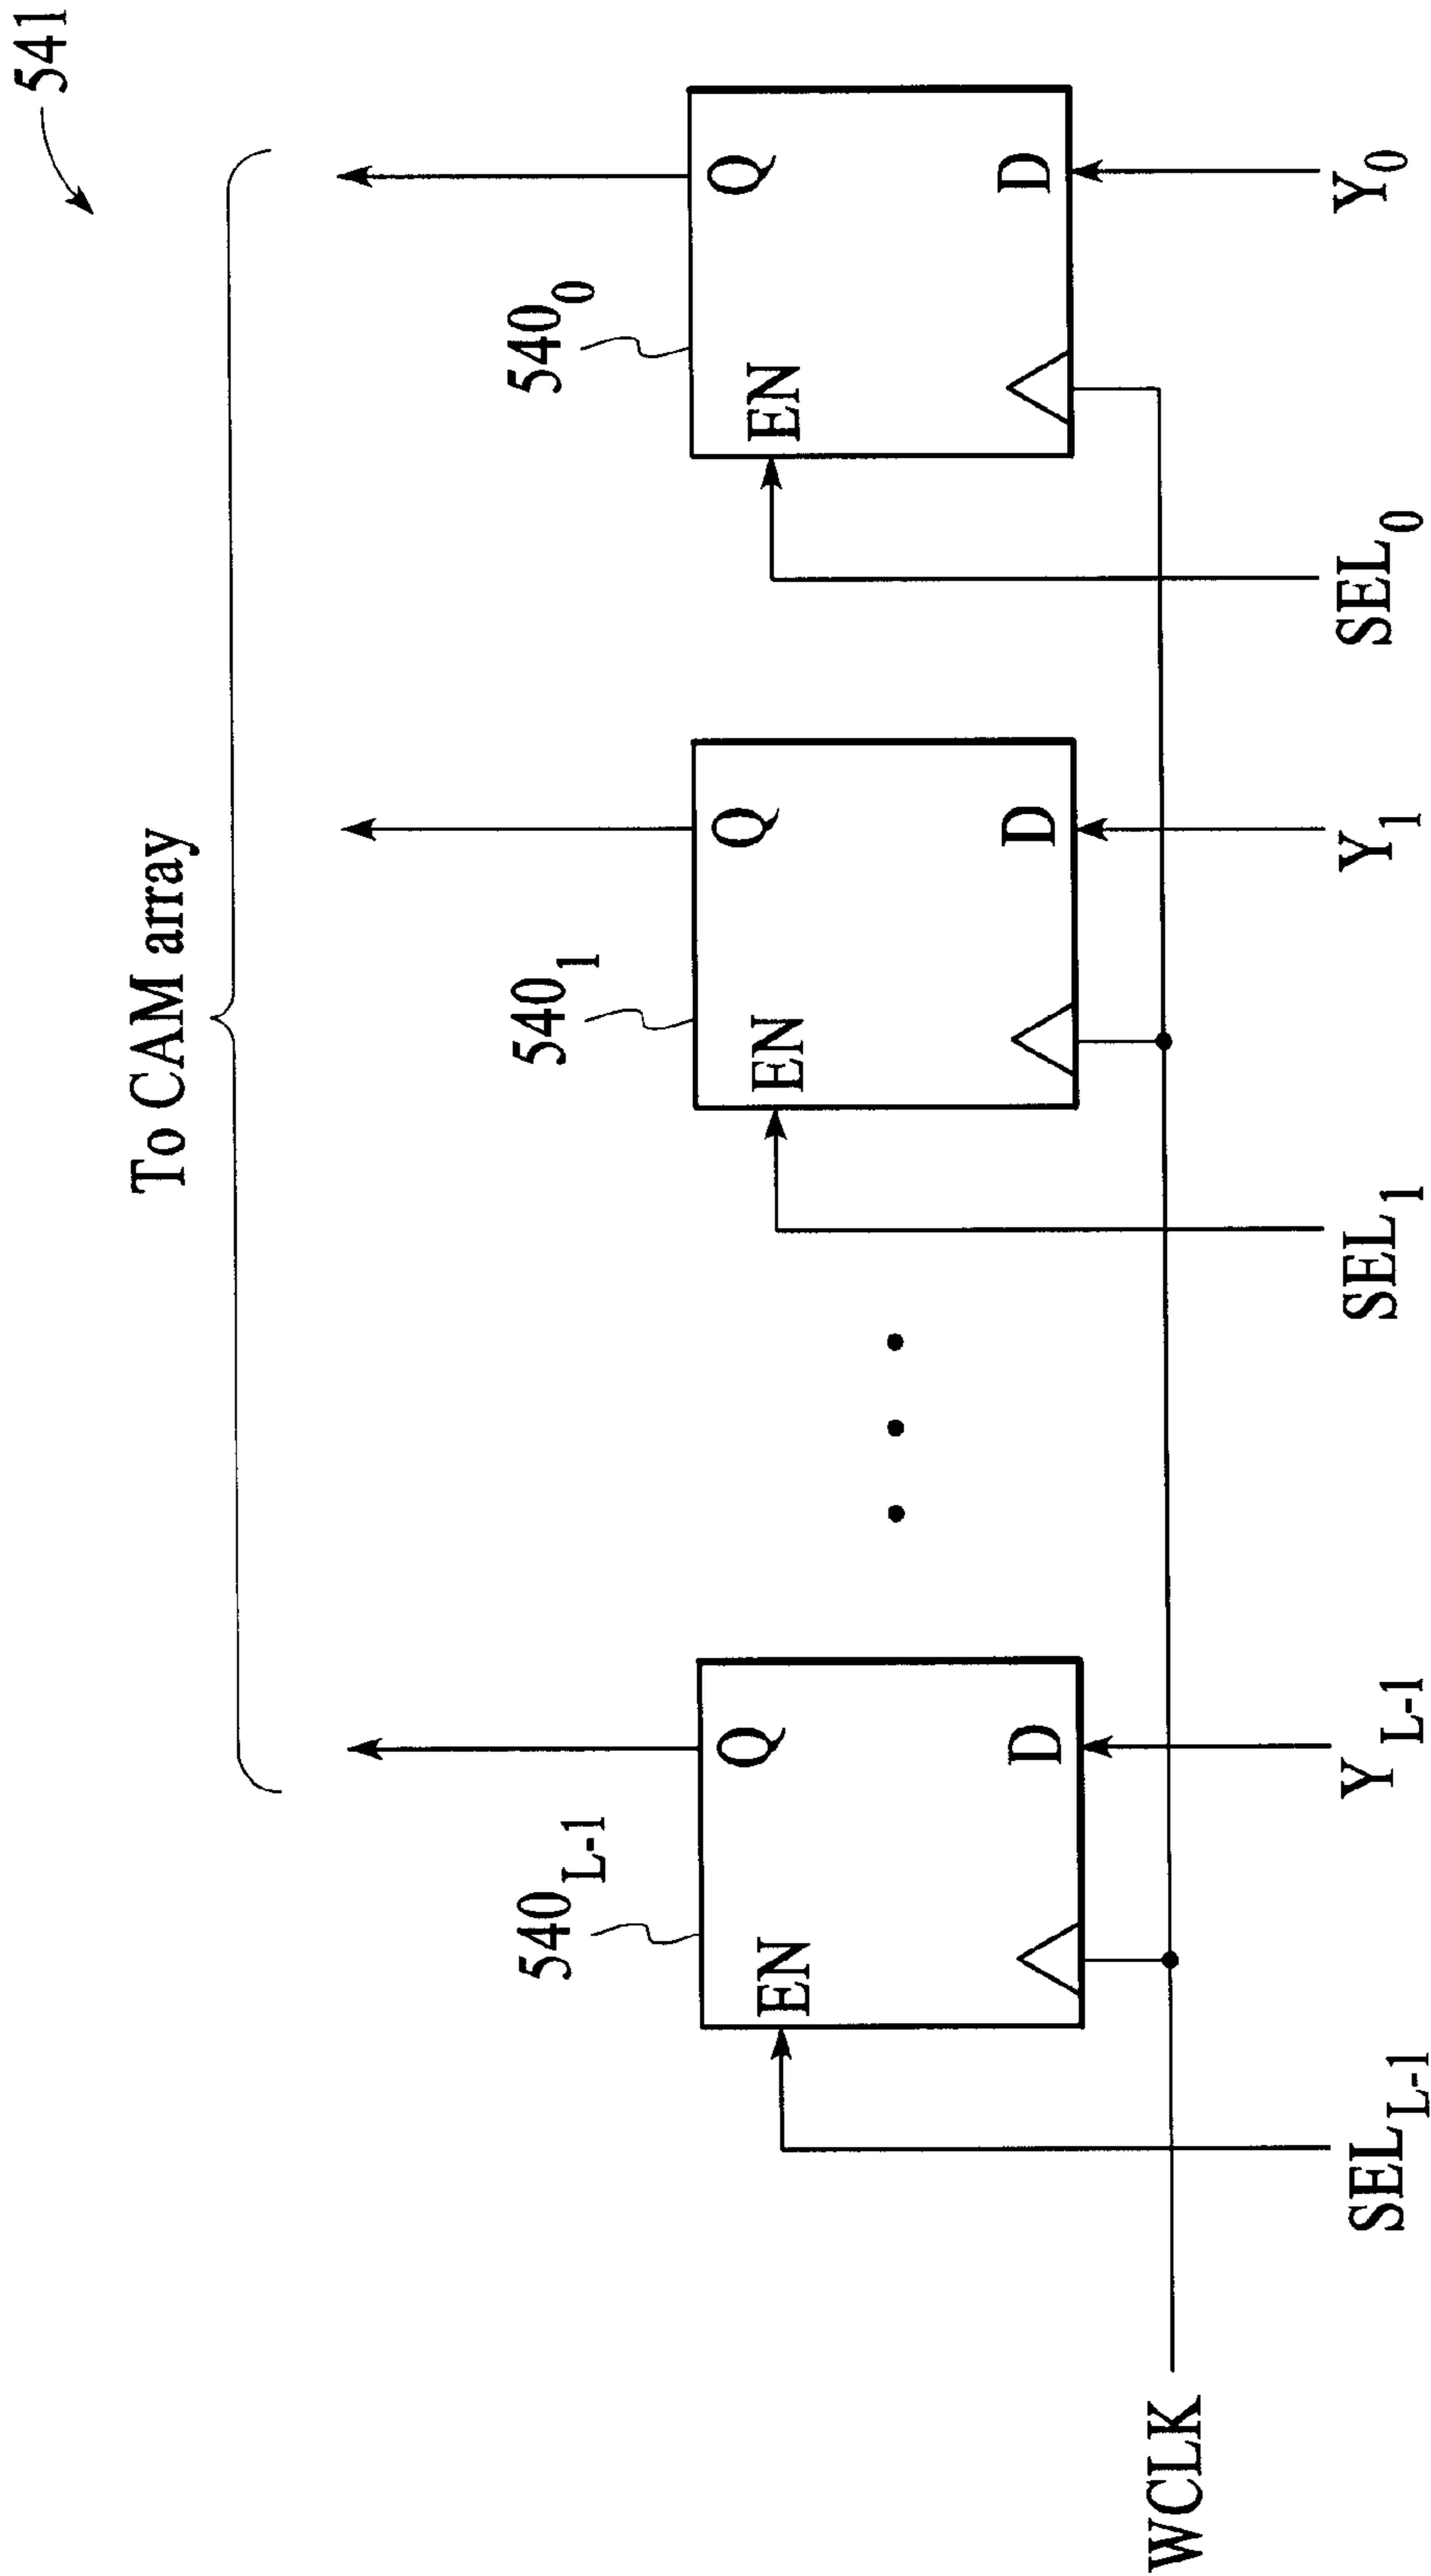 541
To CAM array
540L-1
5401
5400
EN
Q
D
EN
Q
D
EN
Q
D
WCLK
SELL-1
YL-1
SEL1
Y1
SEL0
Y0